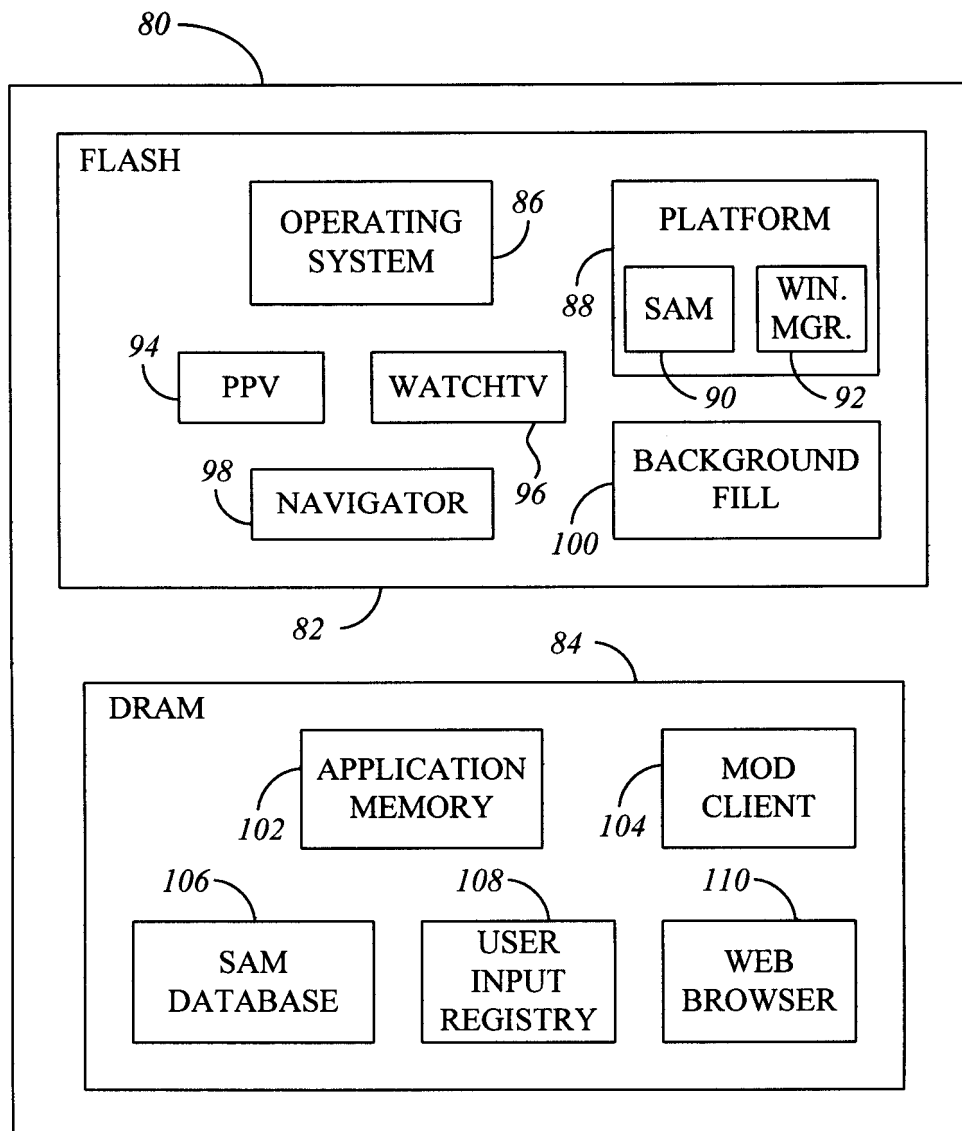 80
FLASH
OPERATING
SYSTEM
86
PLATFORM
88
SAM
WIN.
MGR.
90
92
94
PPV
WATCHTV
96
98
NAVIGATOR
BACKGROUND
FILL
100
82
84
DRAM
APPLICATION
MEMORY
102
MOD
CLIENT
104
106
SAM
DATABASE
108
USER
INPUT
REGISTRY
110
WEB
BROWSER